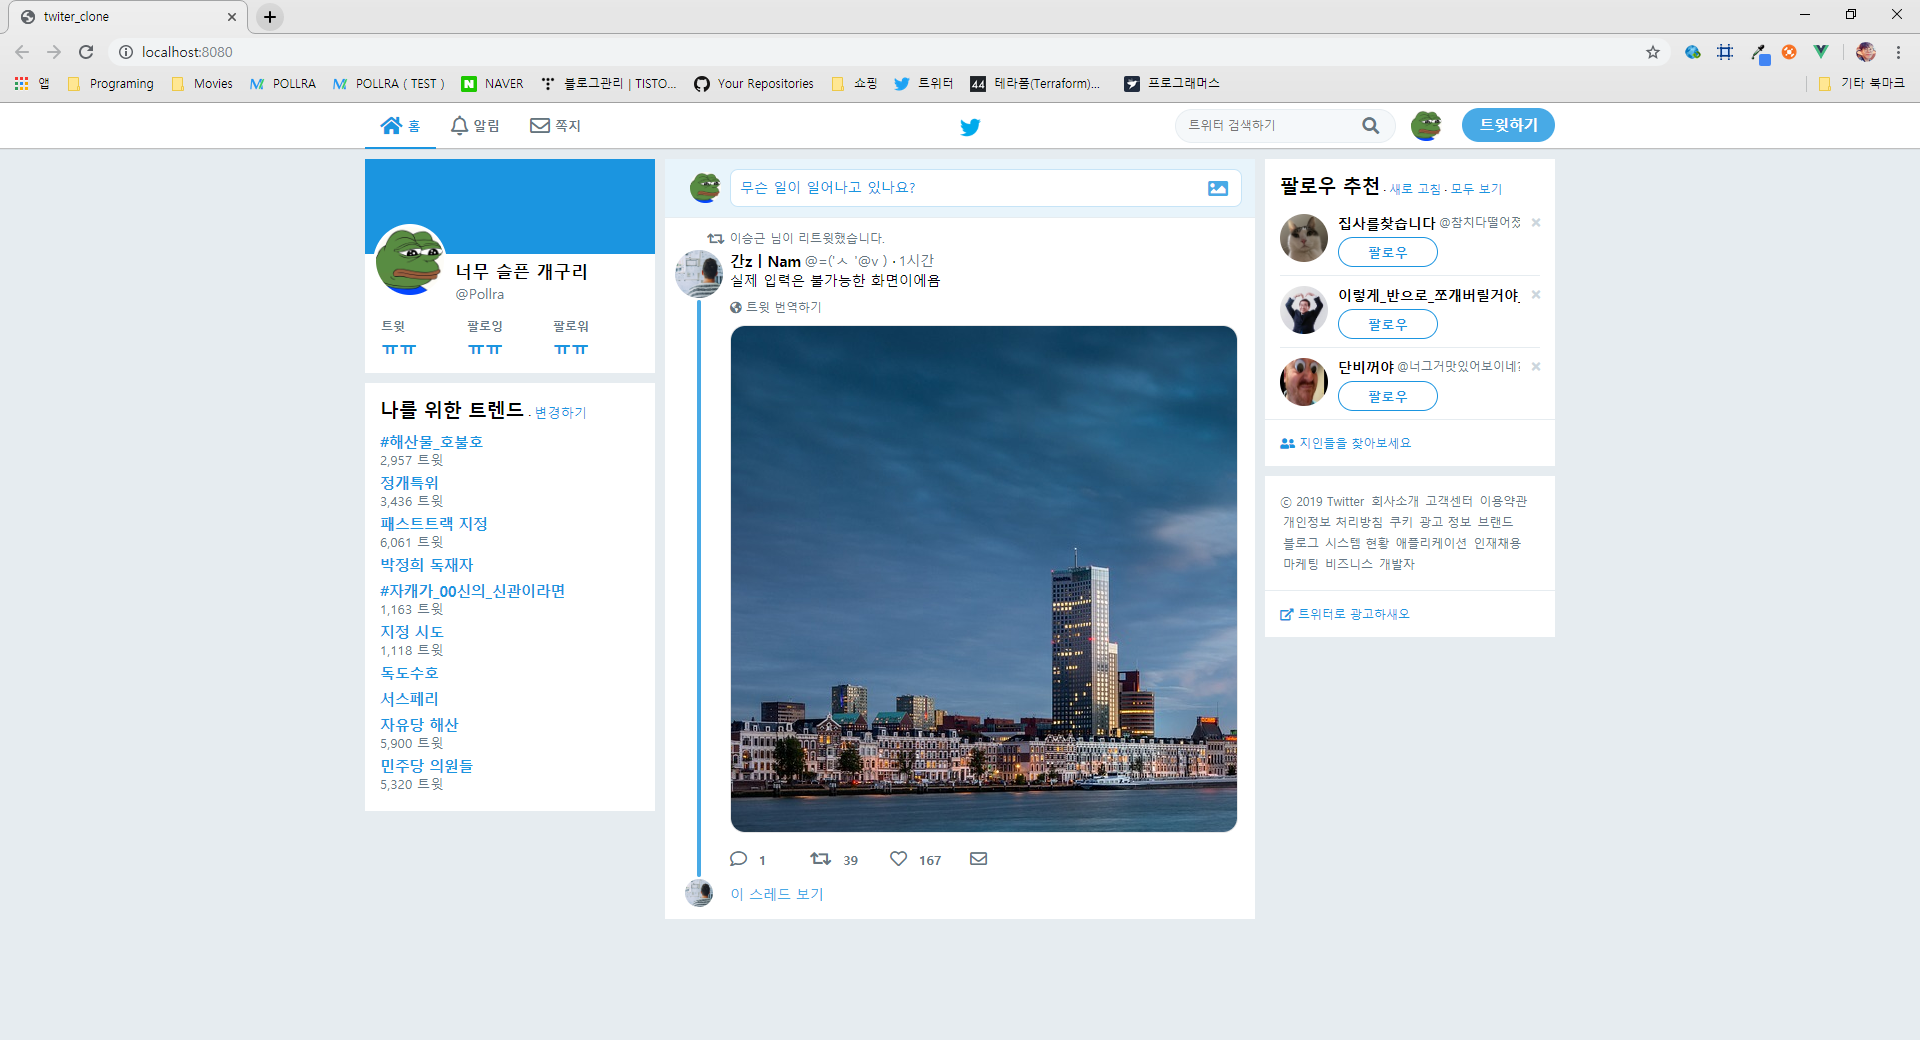 twiter_clone
localhost:8080
앱 Programing Movies POLLRA POLLRA ( TEST ) NAVER 블로그관리 | TISTO... Your Repositories 쇼핑 트위터 테라폼(Terraform)... 프로그래머스 기타 북마크
홈 알림 쪽지 트위터 검색하기 트윗하기
너무 슬픈 개구리
@Pollra
트윗 팔로잉 팔로워
ㅠㅠ ㅠㅠ ㅠㅠ
나를 위한 트렌드 · 변경하기
#해산물_호불호
2,957 트윗
정개특위
3,436 트윗
패스트트랙 지정
6,061 트윗
박정희 독재자
#자캐가_00신의_신관이라면
1,163 트윗
지정 시도
1,118 트윗
독도수호
서스페리
자유당 해산
5,900 트윗
민주당 의원들
5,320 트윗
무슨 일이 일어나고 있나요?
이승근 님이 리트윗했습니다.
간zㅣNam @=('ㅅ '@v ) · 1시간
실제 입력은 불가능한 화면이에욤
트윗 번역하기
1 39 167
이 스레드 보기
팔로우 추천 · 새로 고침 · 모두 보기
집사를찾습니다 @참치다떨어졌
팔로우
이렇게_반으로_쪼개버릴거야_
팔로우
단비꺼야 @너그거맛있어보이네?
팔로우
지인들을 찾아보세요
© 2019 Twitter 회사소개 고객센터 이용약관
개인정보 처리방침 쿠키 광고 정보 브랜드
블로그 시스템 현황 애플리케이션 인재채용
마케팅 비즈니스 개발자
트위터로 광고하새오